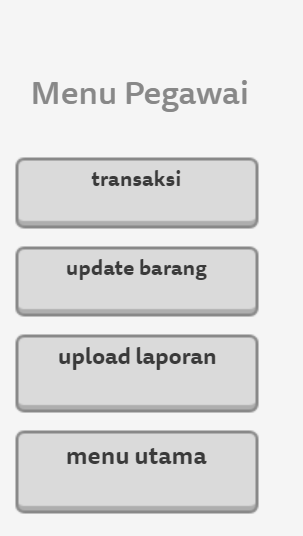 Menu Pegawai
transaksi
update barang
upload laporan
menu utama